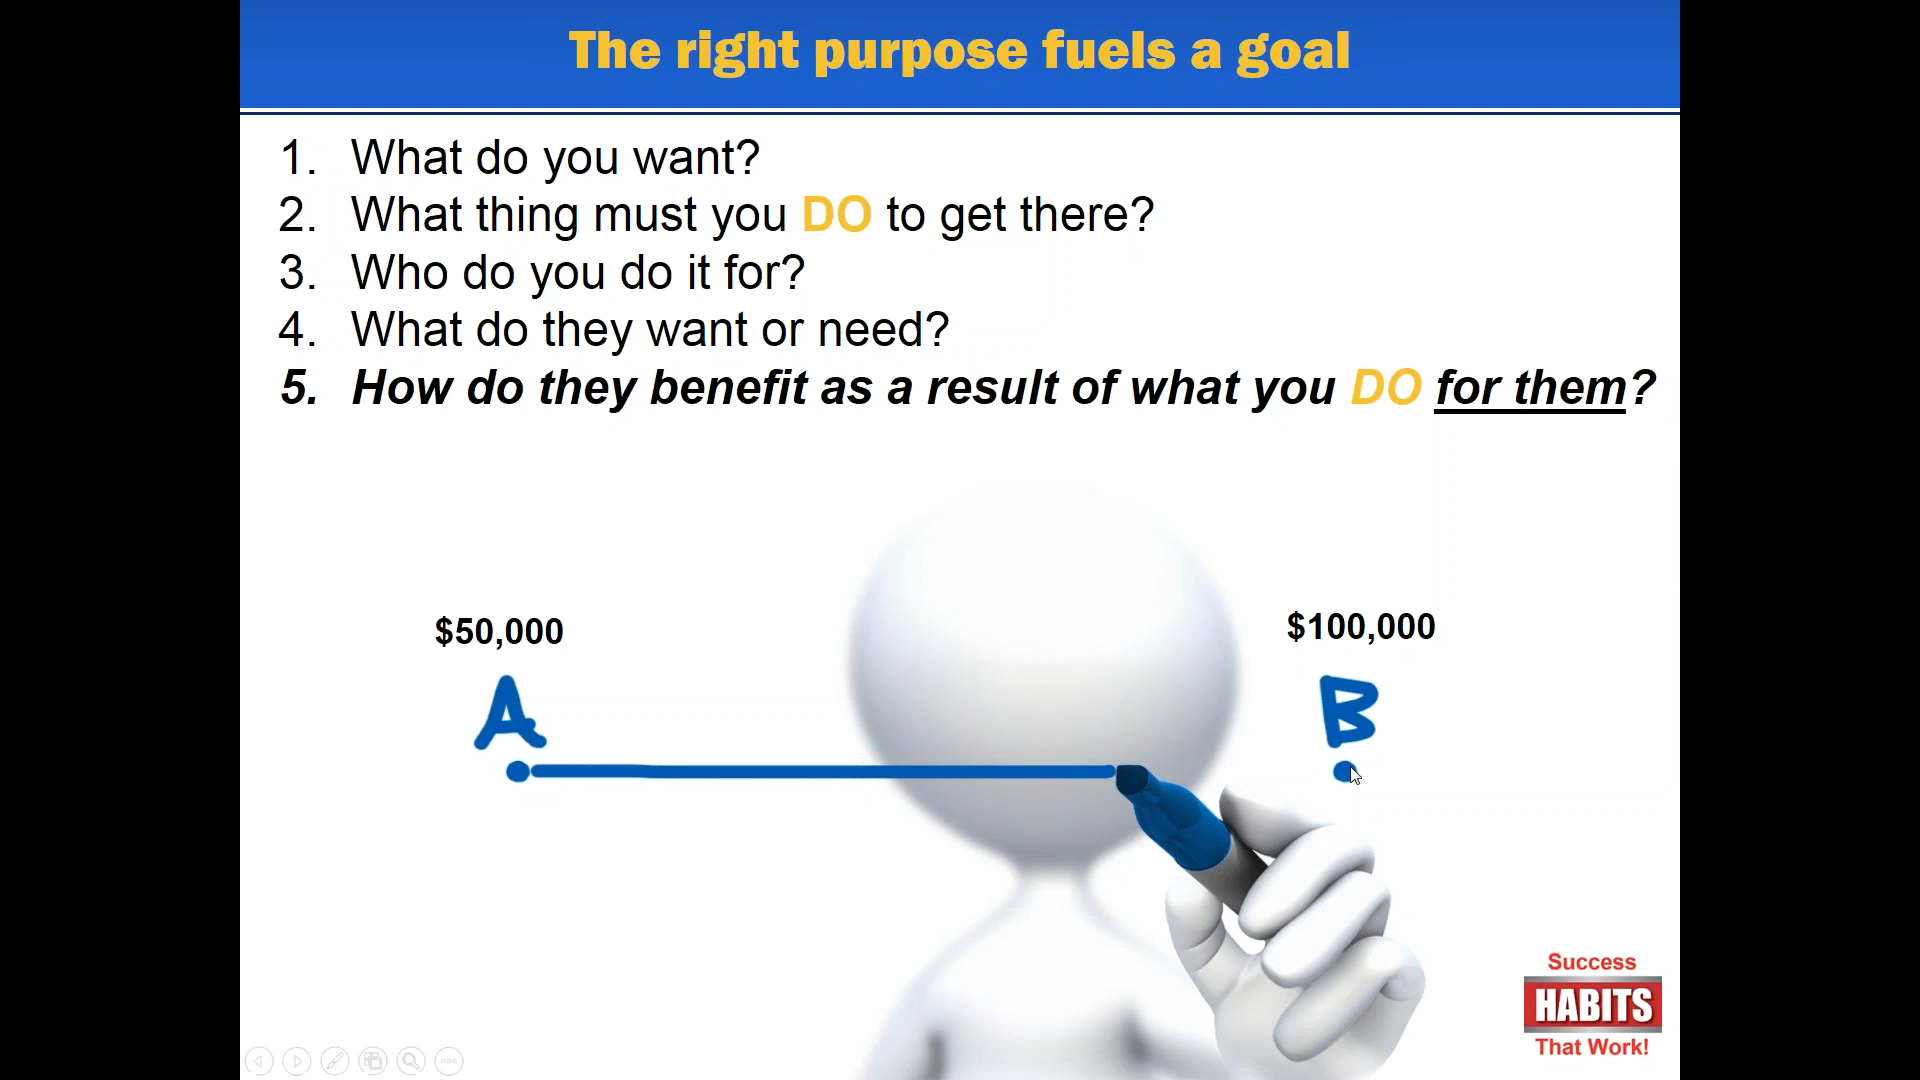 The right purpose fuels a goal
1. What do you want?
2. What thing must you DO to get there?
3. Who do you do it for?
4. What do they want or need?
5. How do they benefit as a result of what you DO for them?
$50,000
$100,000
A
B
Success
HABITS
That Work!